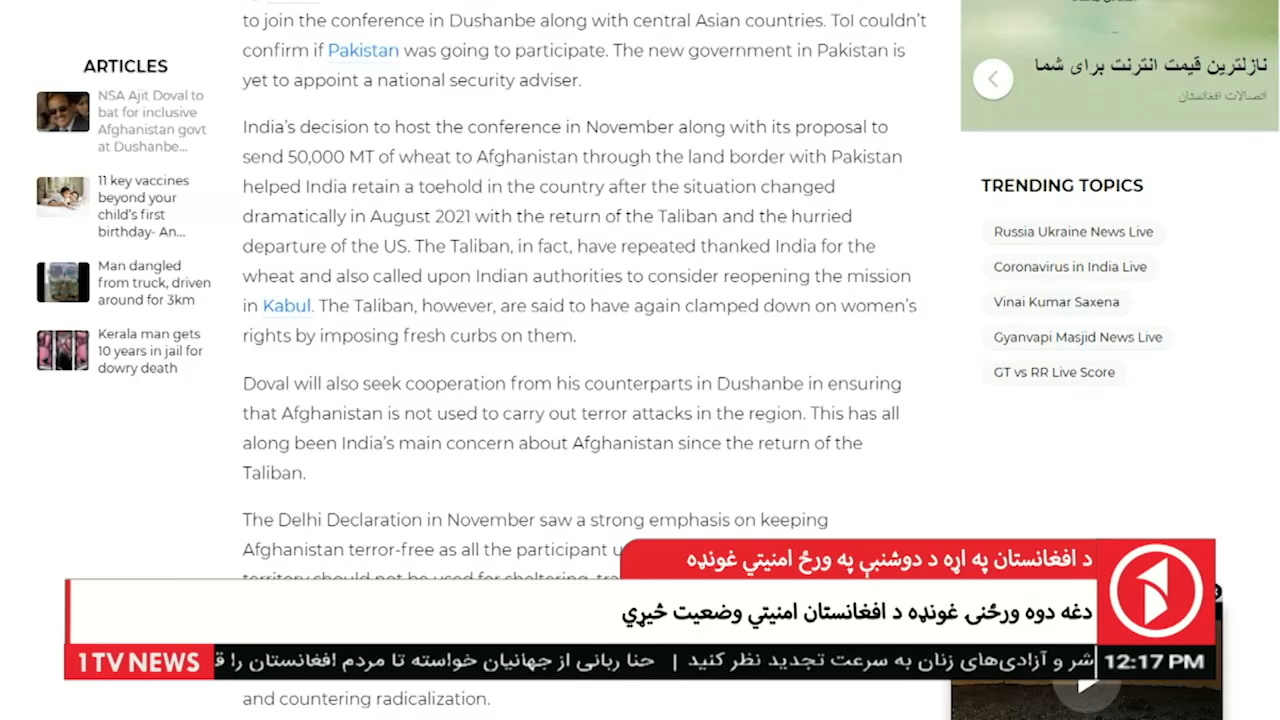 to join the conference in Dushanbe along with central Asian countries. ToI couldn't
confirm if Pakistan was going to participate. The new government in Pakistan is
yet to appoint a national security adviser.
India's decision to host the conference in November along with its proposal to
send 50,000 MT of wheat to Afghanistan through the land border with Pakistan
helped India retain a toehold in the country after the situation changed
dramatically in August 2021 with the return of the Taliban and the hurried
departure of the US. The Taliban, in fact, have repeated thanked India for the
wheat and also called upon Indian authorities to consider reopening the mission
in Kabul. The Taliban, however, are said to have again clamped down on women's
rights by imposing fresh curbs on them.
Doval will also seek cooperation from his counterparts in Dushanbe in ensuring
that Afghanistan is not used to carry out terror attacks in the region. This has all
along been India's main concern about Afghanistan since the return of the
Taliban.
The Delhi Declaration in November saw a strong emphasis on keeping
Afghanistan terror-free as all the participant u
and countering radicalization.
ARTICLES
NSA Ajit Doval to
bat for inclusive
Afghanistan govt
at Dushanbe...
11 key vaccines
beyond your
child's first
birthday- An...
Man dangled
from truck, driven
around for 3km
Kerala man gets
10 years in jail for
dowry death
نازلترین قیمت انترنت برای شما
اتصالات افغانستان
TRENDING TOPICS
Russia Ukraine News Live
Coronavirus in India Live
Vinai Kumar Saxena
Gyanvapi Masjid News Live
GT vs RR Live Score
د افغانستان په اړه د دوشنبې په ورځ امنیتي غونډه
دغه دوه ورځنۍ غونډه د افغانستان امنیتي وضعیت څېړي
1TV NEWS
شر و آزادی‌های زنان به سرعت تجدید نظر کنید | حنا ربانی از جهانیان خواسته تا مردم افغانستان را ق
12:17 PM